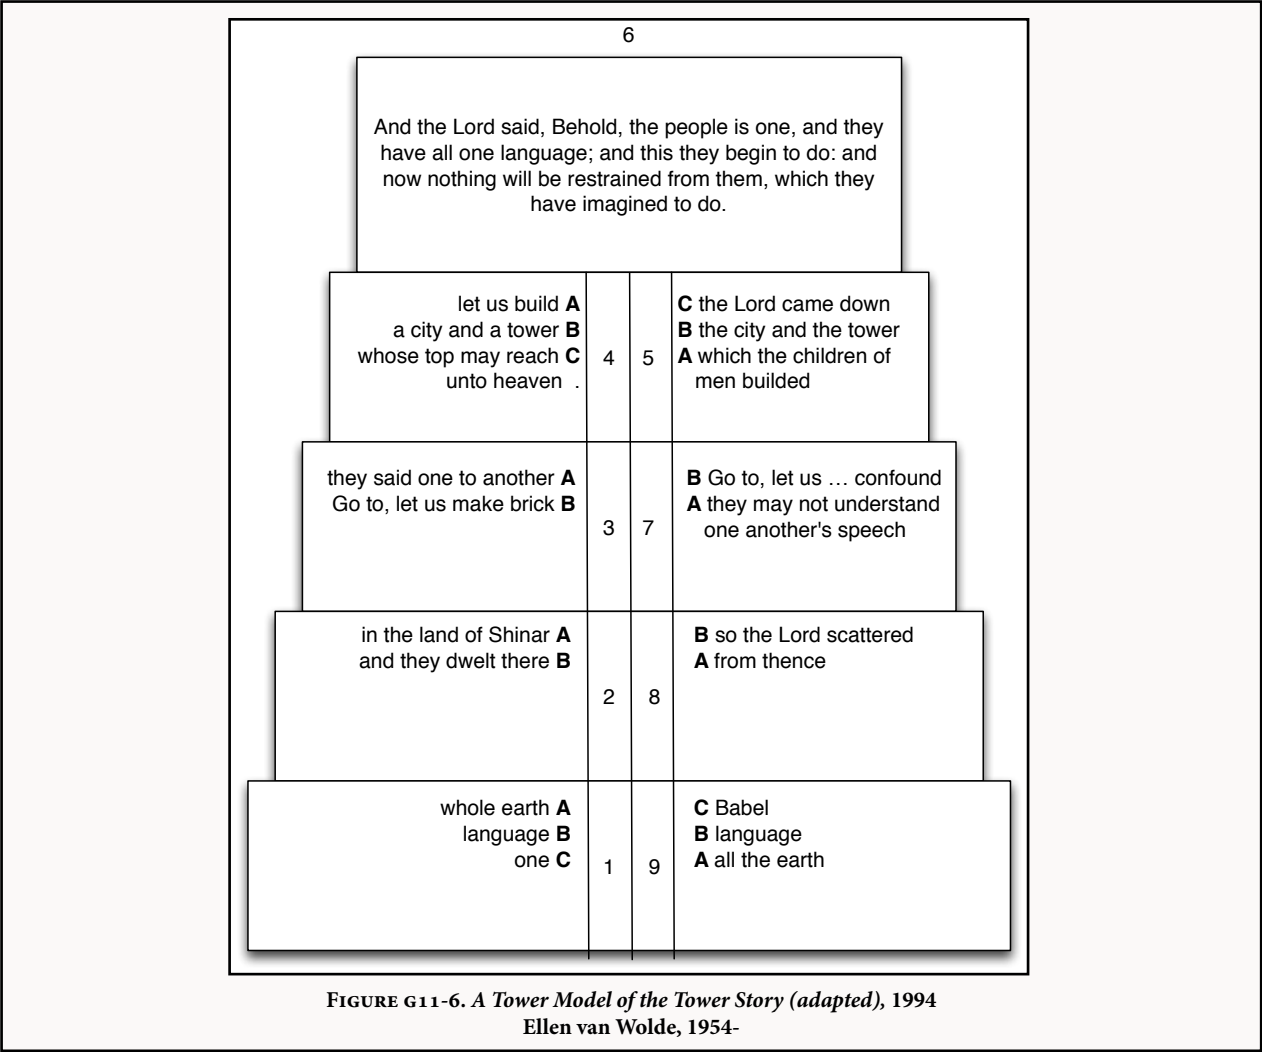 6
And the Lord said, Behold, the people is one, and they
have all one language; and this they begin to do: and
now nothing will be restrained from them, which they
have imagined to do.
let us build A
a city and a tower B
whose top may reach C
unto heaven .
4
5
C the Lord came down
B the city and the tower
A which the children of
men builded
they said one to another A
Go to, let us make brick B
3
7
B Go to, let us … confound
A they may not understand
one another's speech
in the land of Shinar A
and they dwelt there B
2
8
B so the Lord scattered
A from thence
whole earth A
language B
one C
1
9
C Babel
B language
A all the earth
Figure G11-6. A Tower Model of the Tower Story (adapted), 1994
Ellen van Wolde, 1954-